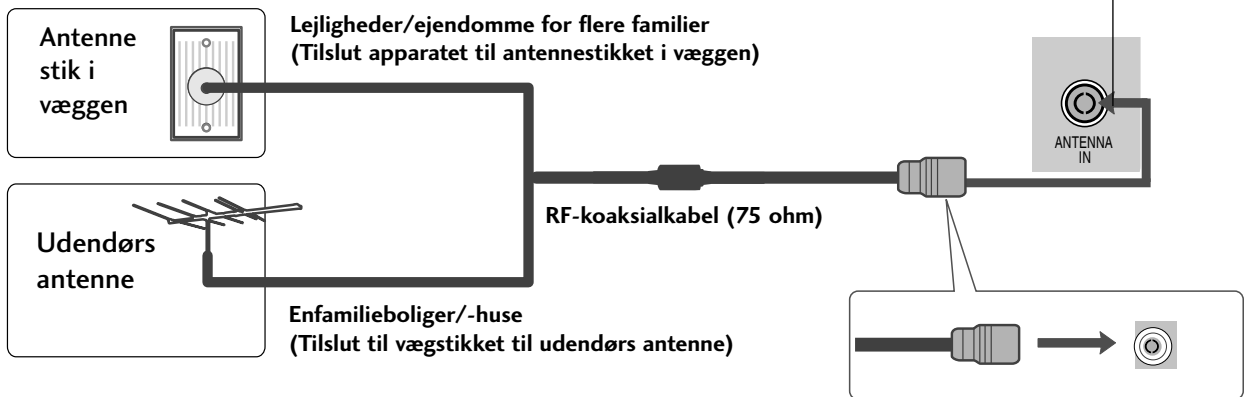 Antenne
stik i
væggen
Lejligheder/ejendomme for flere familier
(Tilslut apparatet til antennestikket i væggen)
ANTENNA
IN
RF-koaksialkabel (75 ohm)
Udendørs
antenne
Enfamilieboliger/-huse
(Tilslut til vægstikket til udendørs antenne)